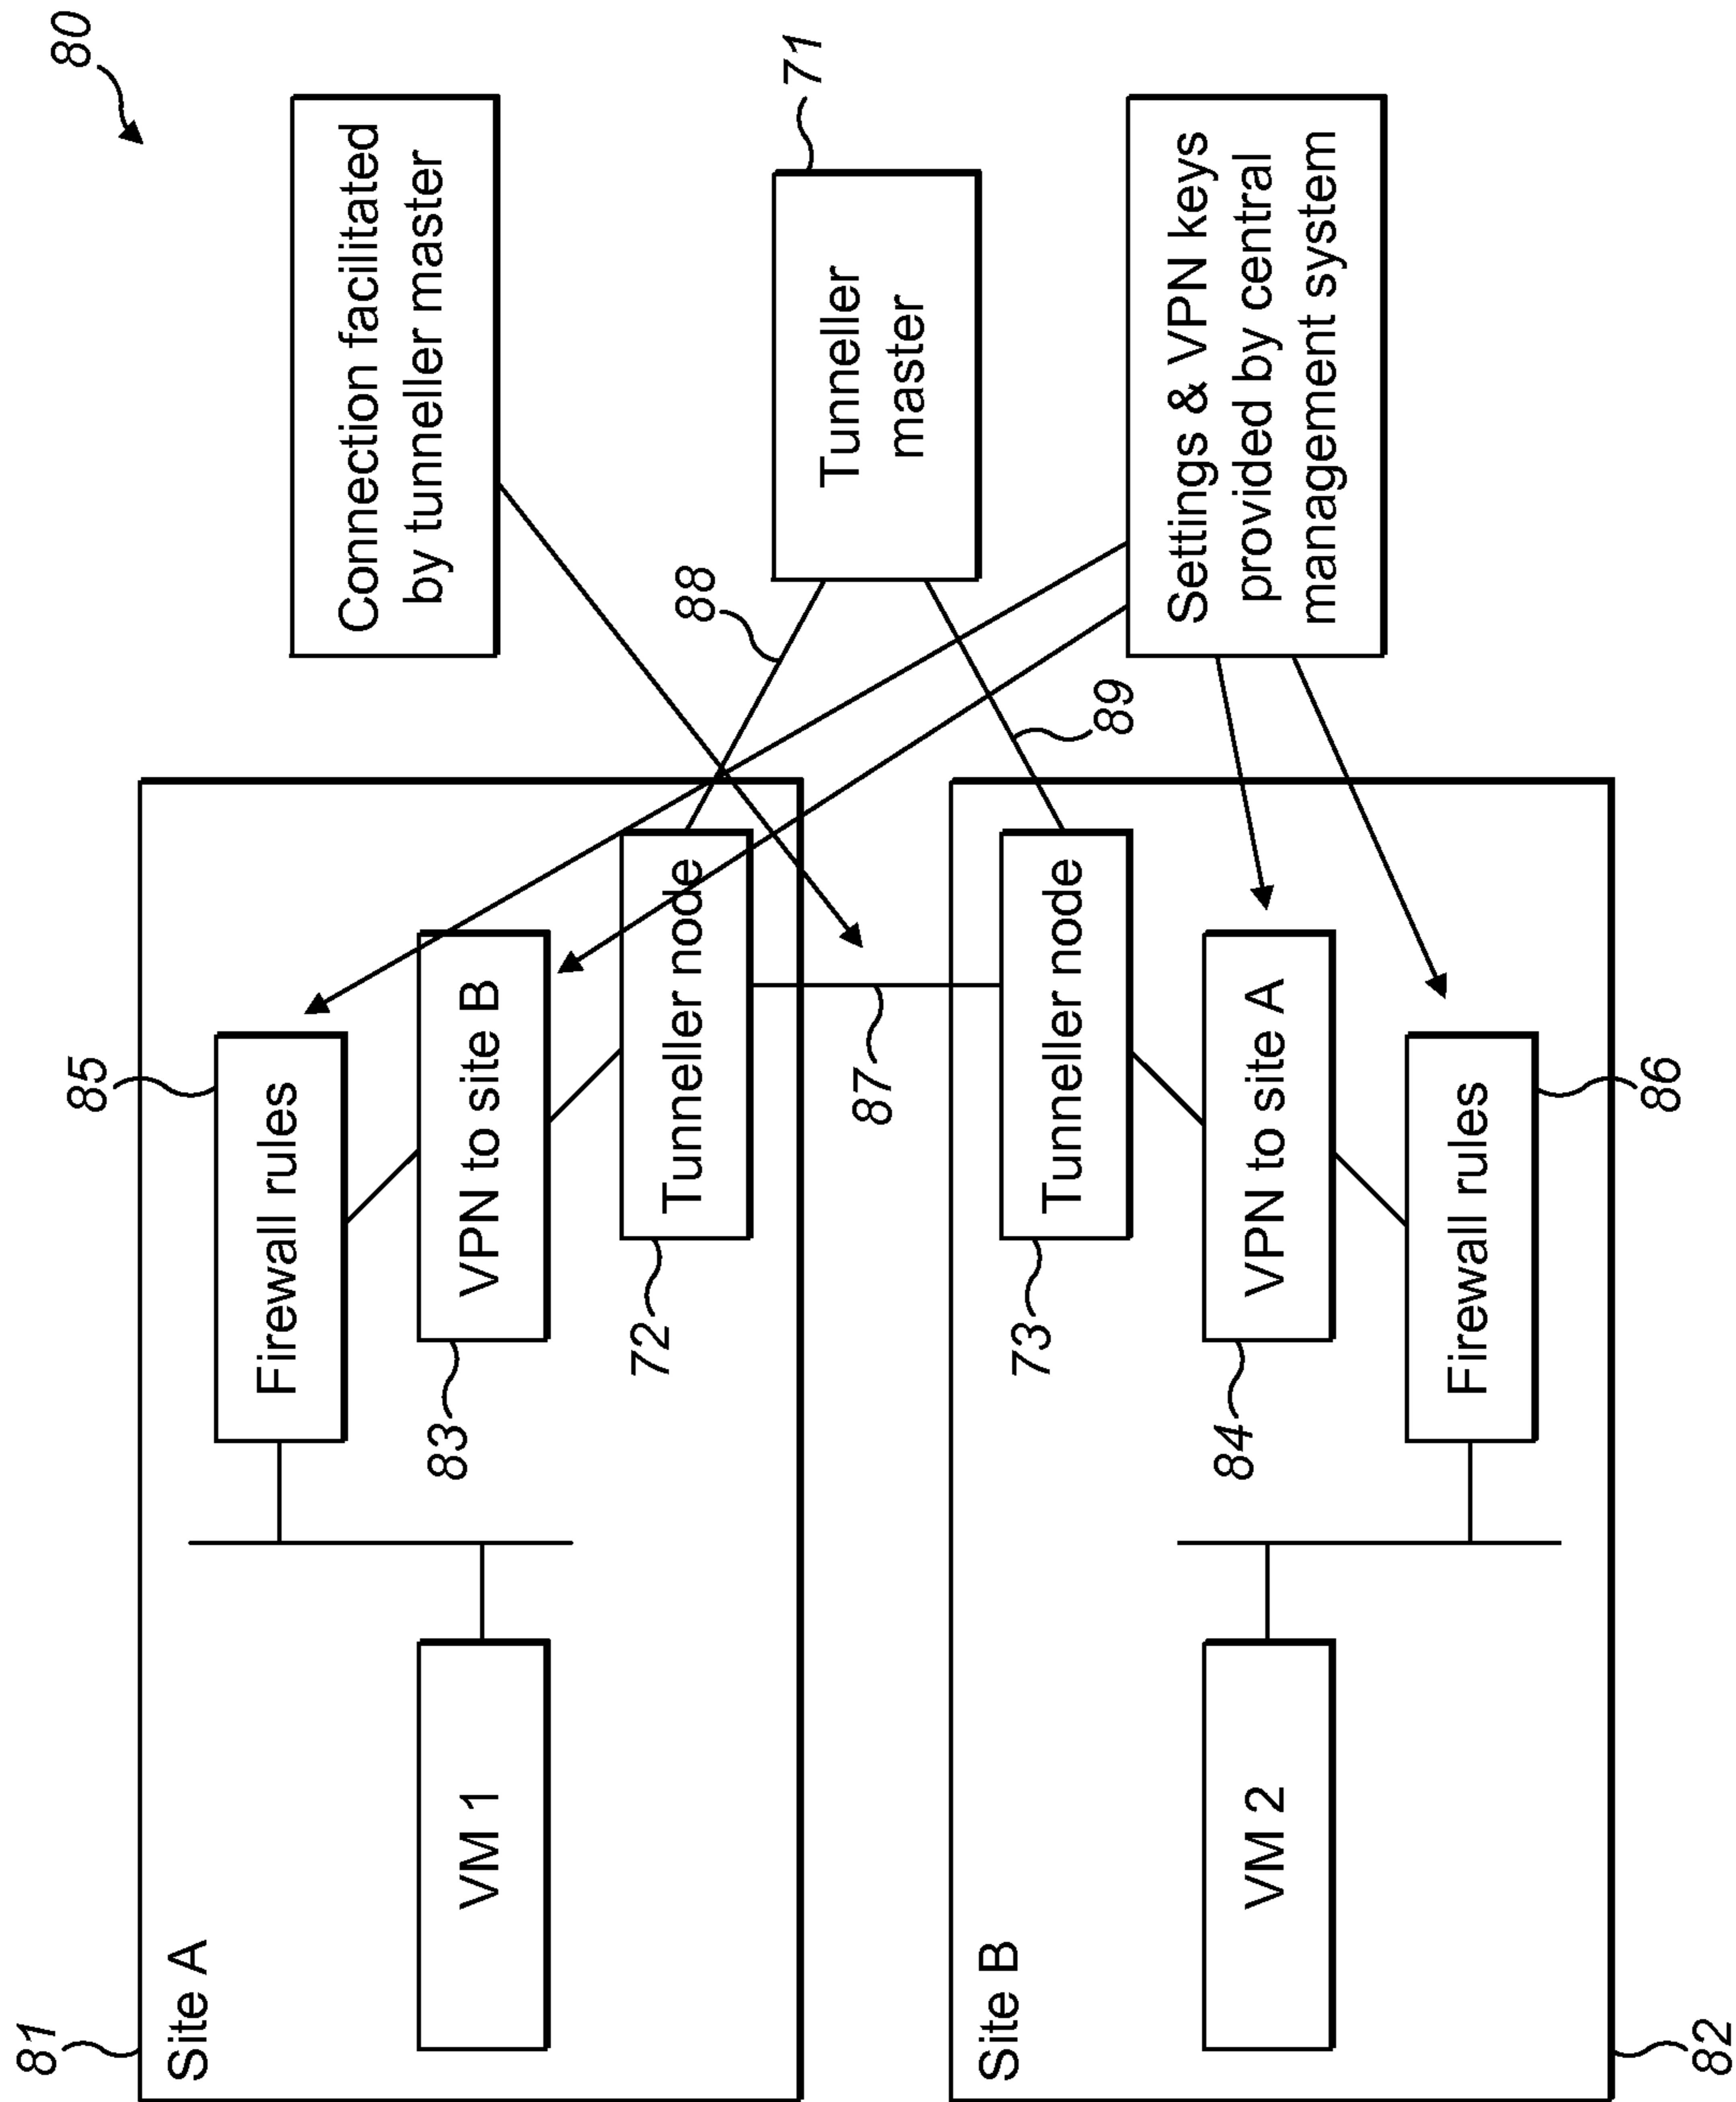 80
81
Site A
VM 1
85
Firewall rules
83
VPN to site B
72
Tunneller node
Connection facilitated
by tunneller master
88
71
Tunneller
master
87
89
82
Site B
VM 2
73
Tunneller node
84
VPN to site A
86
Firewall rules
Settings & VPN keys
provided by central
management system